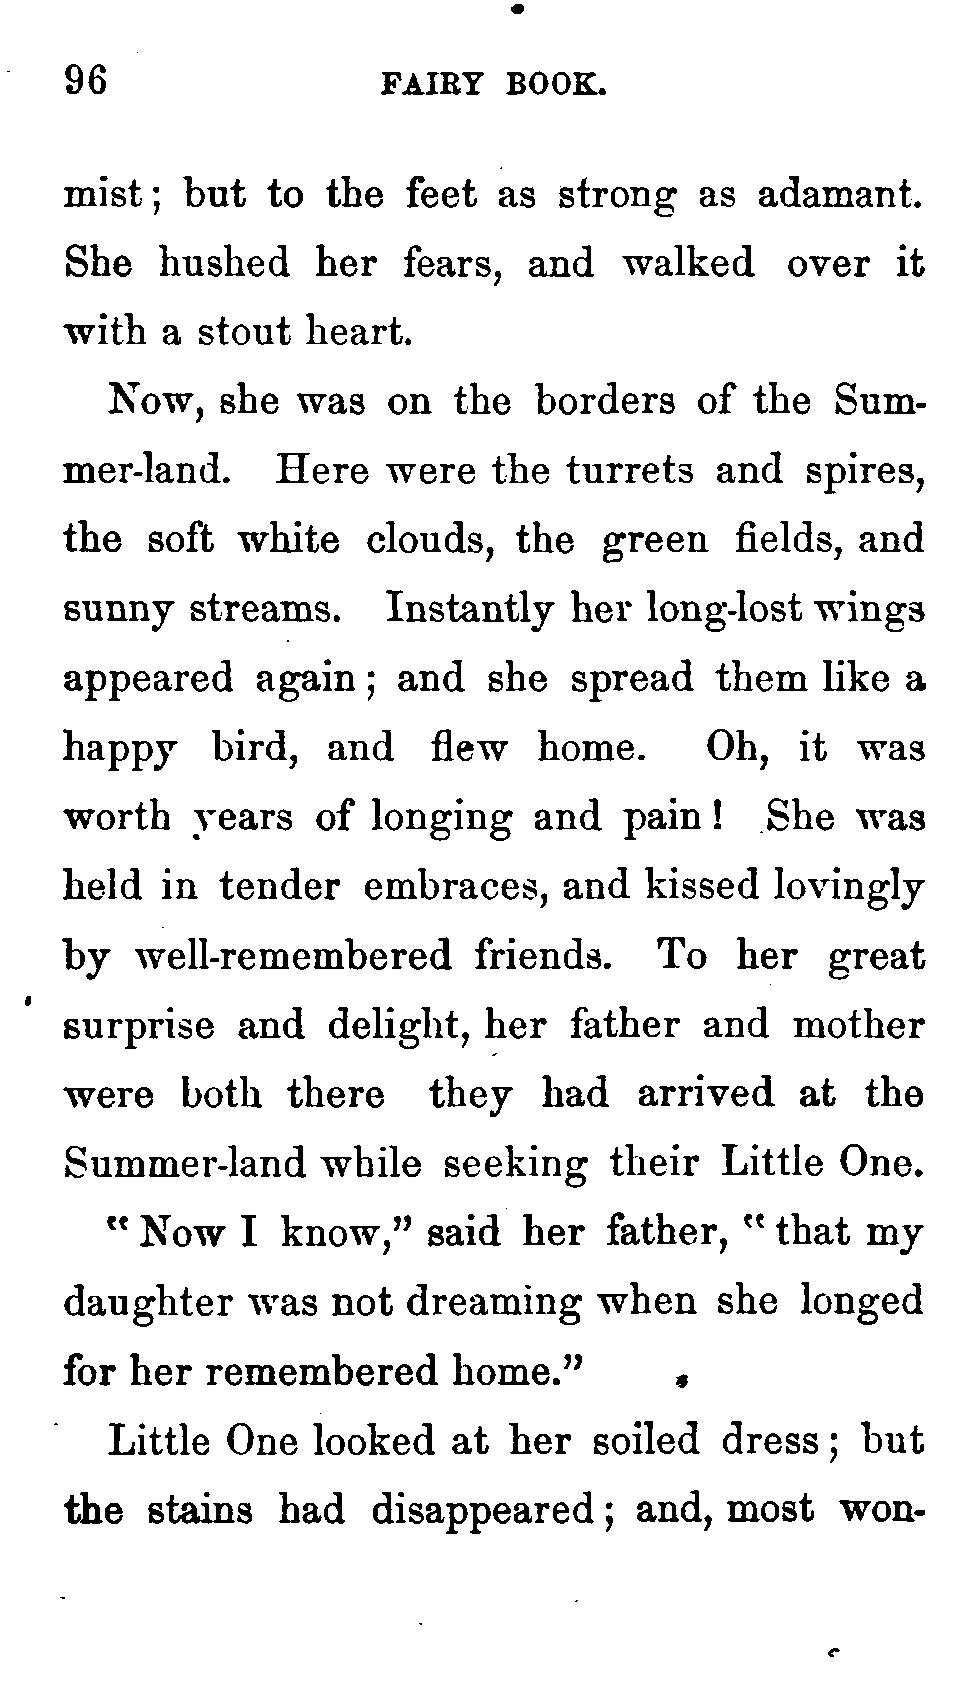 96 FAIRY BOOK.
mist; but to the feet as strong as adamant.
She hushed her fears, and walked over it
with a stout heart.
Now, she was on the borders of the Sum-
mer-land. Here were the turrets and spires,
the soft white clouds, the green fields, and
sunny streams. Instantly her long-lost wings
appeared again; and she spread them like a
happy bird, and flew home. Oh, it was
worth years of longing and pain! She was
held in tender embraces, and kissed lovingly
by well-remembered friends. To her great
surprise and delight, her father and mother
were both there they had arrived at the
Summer-land while seeking their Little One.
"Now I know," said her father, "that my
daughter was not dreaming when she longed
for her remembered home."
Little One looked at her soiled dress; but
the stains had disappeared; and, most won-